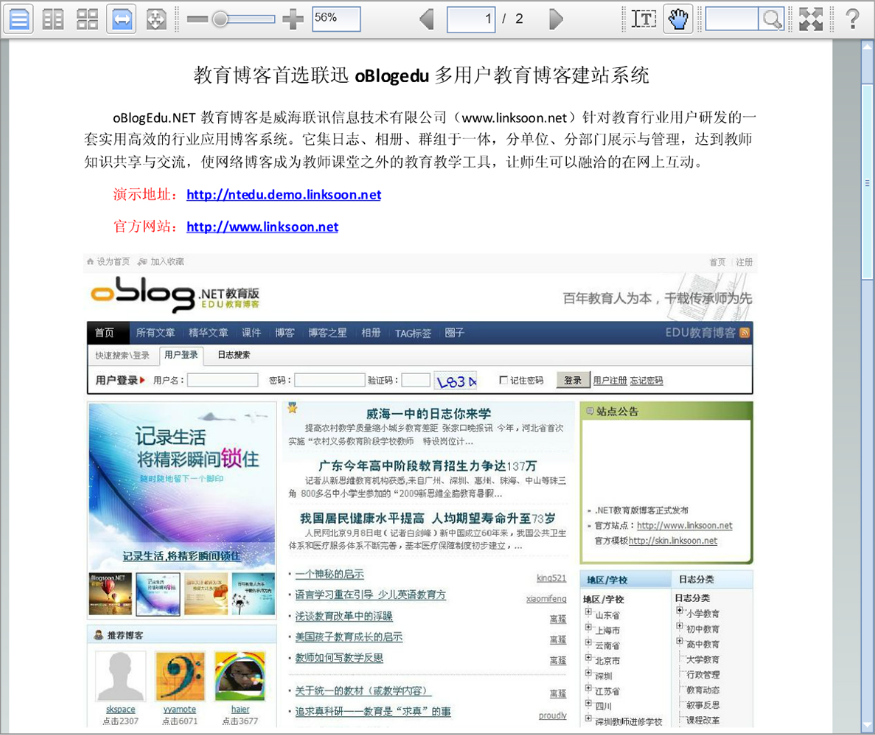 56%
1 / 2
教育博客首选联迅 oBlogedu 多用户教育博客建站系统
oBlogEdu.NET 教育博客是威海联讯信息技术有限公司（www.linksoon.net）针对教育行业用户研发的一
套实用高效的行业应用博客系统。它集日志、相册、群组于一体，分单位、分部门展示与管理，达到教师
知识共享与交流，使网络博客成为教师课堂之外的教育教学工具，让师生可以融洽的在网上互动。
演示地址：http://ntedu.demo.linksoon.net
官方网站：http://www.linksoon.net
设为首页 加入收藏 首页 注册
oblog .NET教育版
EDU教育博客
百年教育人为本，千载传承师为先
首页 所有文章 精华文章 课件 博客 博客之星 相册 TAG标签 圈子 EDU教育博客
快速搜索\登录 用户登录 日志搜索
用户登录 用户名： 密码： 验证码： L834 记住密码 登录 用户注册 忘记密码
记录生活
将精彩瞬间锁住
随时随地留下一个脚印
记录生活,将精彩瞬间锁住
Blogsoon.NET
推荐博客
skspace yyamote haier
点击2307 点击6071 点击3677
威海一中的日志你来学
提高农村教学质量缩小城乡教育差距 张家口晚报讯 今年，河北省首次
实施“农村义务教育阶段学校教师 特设岗位计...
广东今年高中阶段教育招生力争达137万
记者从新思维教育机构获悉,来自广州、深圳、惠州、珠海、中山等珠三
角 800多名中小学生参加的“2009新思维全脑教育暑假...
我国居民健康水平提高 人均期望寿命升至73岁
人民网北京9月8日电(记者白剑峰)新中国成立60年来，我国公共卫生
体系和医疗服务体系不断完善，基本医疗保障制度初步建立，...
一个神秘的启示 king521
语言学习重在引导 少儿英语教育方 xiaomifeng
浅谈教育改革中的浮躁
美国孩子教育成长的启示
教师如何写教学反思
关于统一的教材（或教学内容）
追求真科研——教育是“求真”的事 proudly
站点公告
.NET教育版博客正式发布
官方站点：http://www.linksoon.net
官方模板http://skin.linksoon.net
地区/学校 日志分类
地区/学校
山东省
上海市
云南省
北京市
深圳
江苏省
四川
深圳教师进修学校
日志分类
小学教育
初中教育
高中教育
大学教育
行政管理
教育动态
叙事反思
课程改革